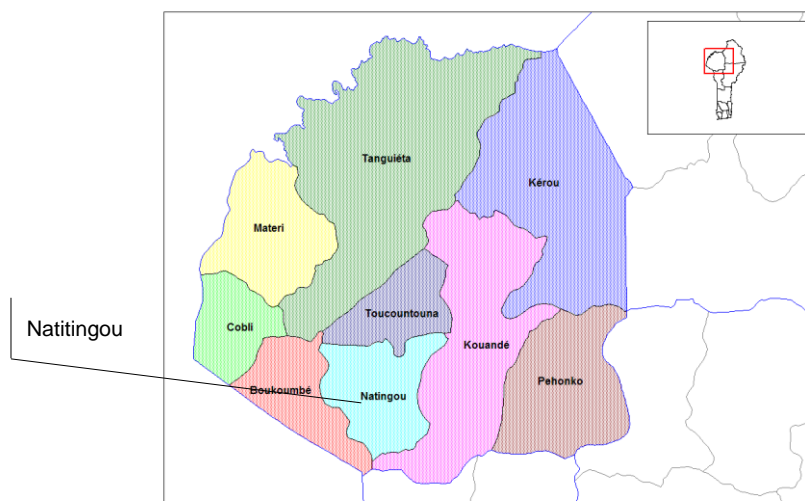 Tanguiéta
Kérou
Materi
Toucountouna
Natitingou
Cobli
Kouandé
Pehonko
Boukoumbé
Natingou